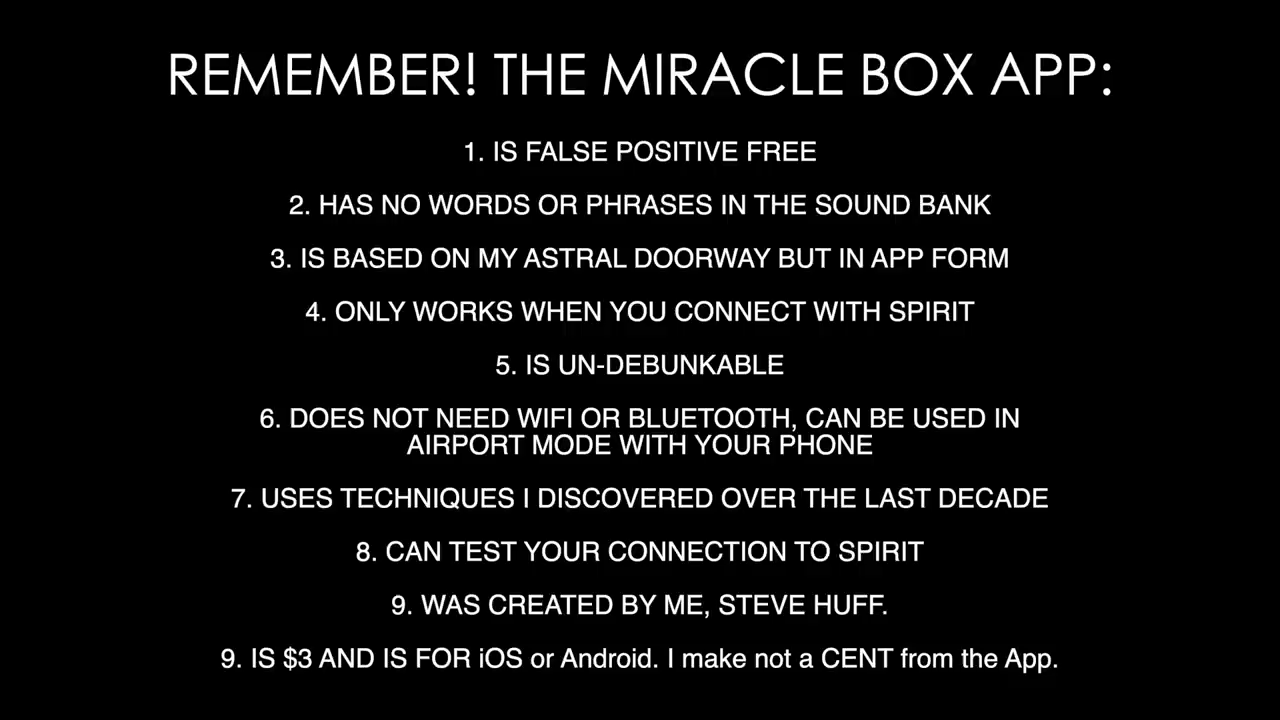 REMEMBER! THE MIRACLE BOX APP:
1. IS FALSE POSITIVE FREE
2. HAS NO WORDS OR PHRASES IN THE SOUND BANK
3. IS BASED ON MY ASTRAL DOORWAY BUT IN APP FORM
4. ONLY WORKS WHEN YOU CONNECT WITH SPIRIT
5. IS UN-DEBUNKABLE
6. DOES NOT NEED WIFI OR BLUETOOTH, CAN BE USED IN
AIRPORT MODE WITH YOUR PHONE
7. USES TECHNIQUES I DISCOVERED OVER THE LAST DECADE
8. CAN TEST YOUR CONNECTION TO SPIRIT
9. WAS CREATED BY ME, STEVE HUFF.
9. IS $3 AND IS FOR iOS or Android. I make not a CENT from the App.